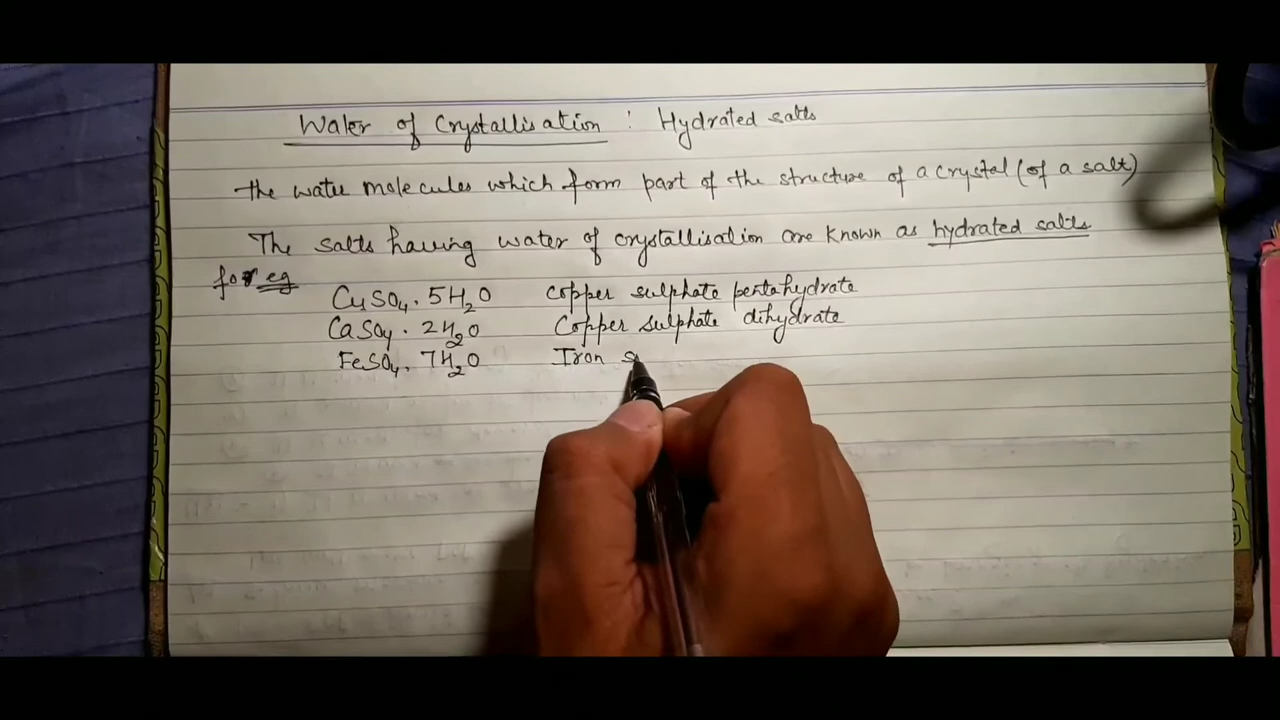 Water of Crystallisation : Hydrated salts
the water molecules which form part of the structure of a crystal (of a salt)
The salts having water of crystallisation are known as hydrated salts
for eg
CuSO4 . 5H2O copper sulphate pentahydrate
CaSO4 . 2H2O Copper sulphate dihydrate
FeSO4 . 7H2O Iron s